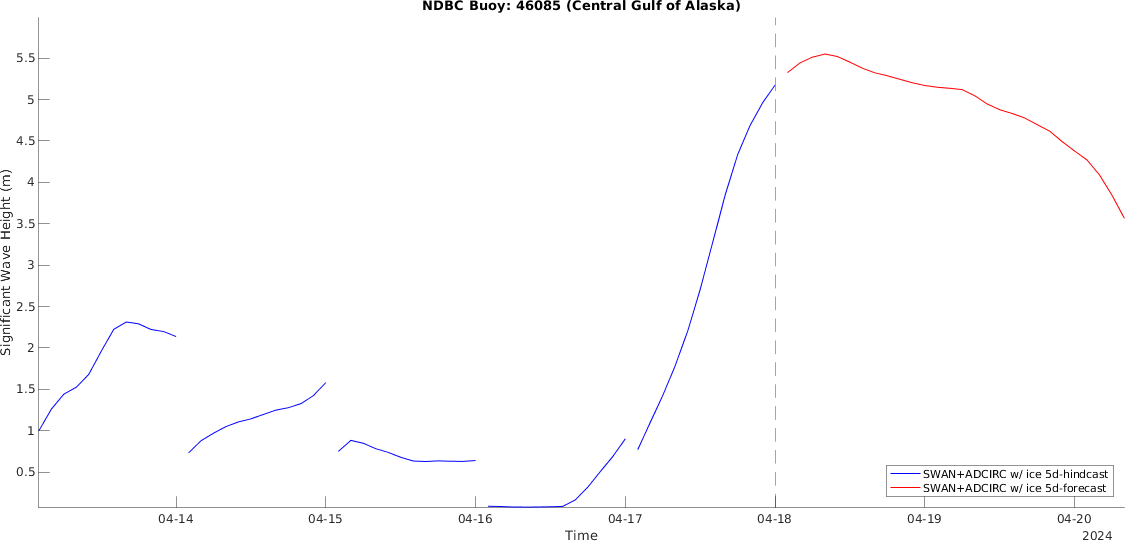 NDBC Buoy: 46085 (Central Gulf of Alaska)
Significant Wave Height (m)
5.5
5
4.5
4
3.5
3
2.5
2
1.5
1
0.5
SWAN+ADCIRC w/ ice 5d-hindcast
SWAN+ADCIRC w/ ice 5d-forecast
04-14 04-15 04-16 04-17 04-18 04-19 04-20
Time
2024